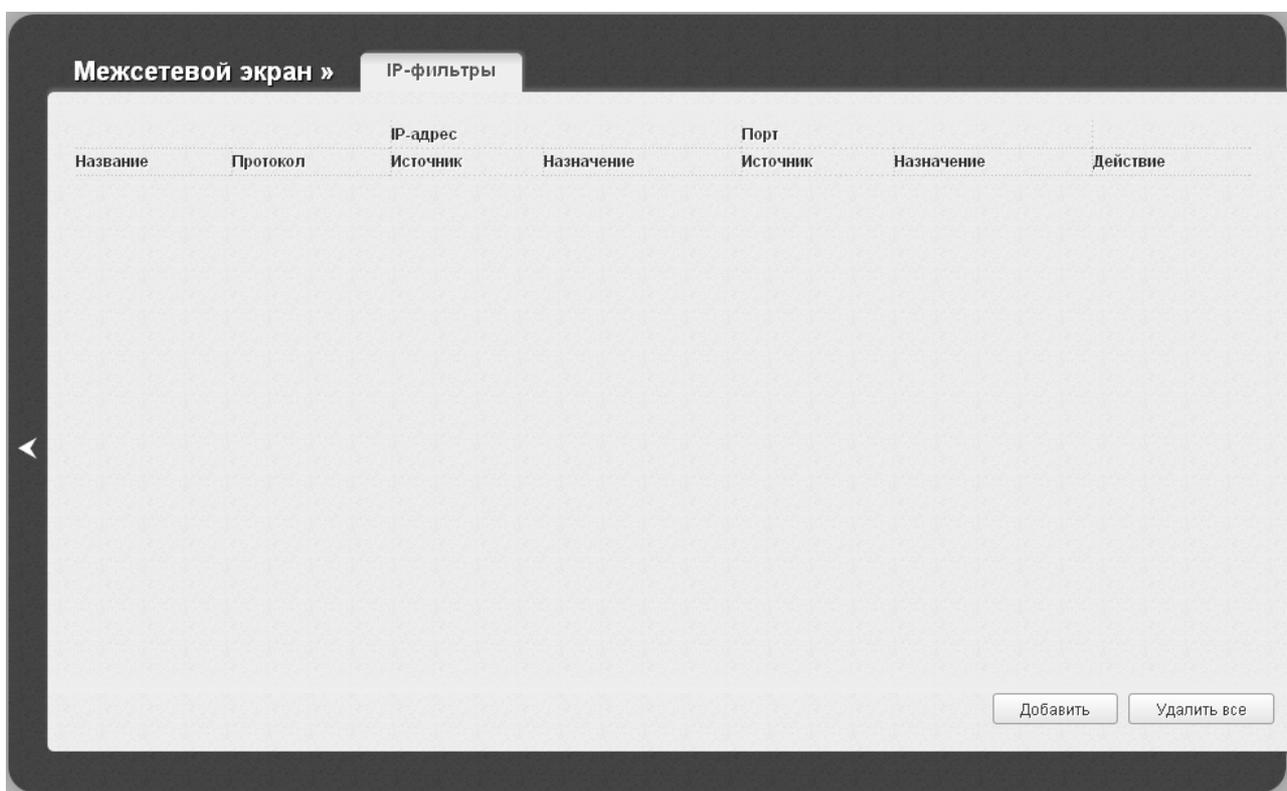 Межсетевой экран » IP-фильтры
IP-адрес Порт
Название Протокол Источник Назначение Источник Назначение Действие
Добавить Удалить все